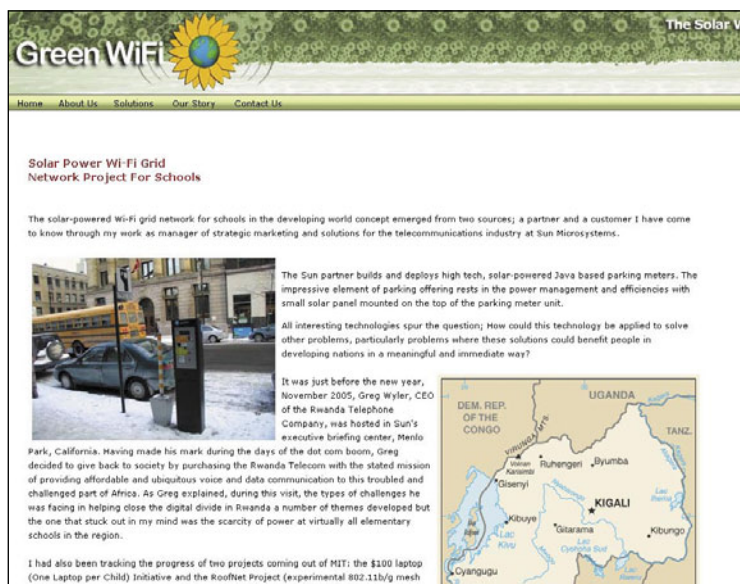 The Solar W
Green WiFi
Home About Us Solutions Our Story Contact Us
Solar Power Wi-Fi Grid
Network Project For Schools
The solar-powered Wi-Fi grid network for schools in the developing world concept emerged from two sources; a partner and a customer I have come
to know through my work as manager of strategic marketing and solutions for the telecommunications industry at Sun Microsystems.
The Sun partner builds and deploys high tech, solar-powered Java based parking meters. The
impressive element of parking offering rests in the power management and efficiencies with
small solar panel mounted on the top of the parking meter unit.
All interesting technologies spur the question; How could this technology be applied to solve
other problems, particularly problems where these solutions could benefit people in
developing nations in a meaningful and immediate way?
It was just before the new year,
November 2005, Greg Wyler, CEO
of the Rwanda Telephone
Company, was hosted in Sun's
executive briefing center, Menlo
Park, California. Having made his mark during the days of the dot com boom, Greg
decided to give back to society by purchasing the Rwanda Telecom with the stated mission
of providing affordable and ubiquitous voice and data communication to this troubled and
challenged part of Africa. As Greg explained, during this visit, the types of challenges he
was facing in helping close the digital divide in Rwanda a number of themes developed but
the one that stuck out in my mind was the scarcity of power at virtually all elementary
schools in the region.
I had also been tracking the progress of two projects coming out of MIT: the $100 laptop
(One Laptop per Child) Initiative and the RoofNet Project (experimental 802.11b/g mesh
UGANDA
DEM. REP.
OF THE
CONGO
TANZ.
VIRUNGA MTS.
Volcan
Karisimbi
Ruhengeri
Byumba
Gisenyi
KIGALI
Kibuye
Gitarama
Kibungo
Lac
Kivu
Lac
Cyohoha Sud
Cyangugu